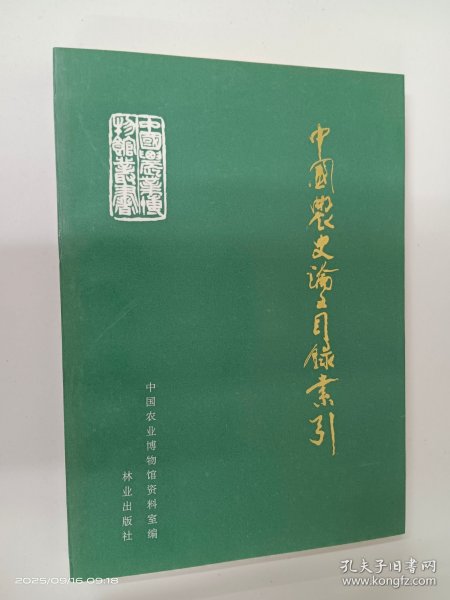 中國農史論文目錄索引
中國農業博
物館叢書
中国农业博物馆资料室编
林业出版社
2025/09/16 09:18
孔夫子旧书网
www.kongfz.com